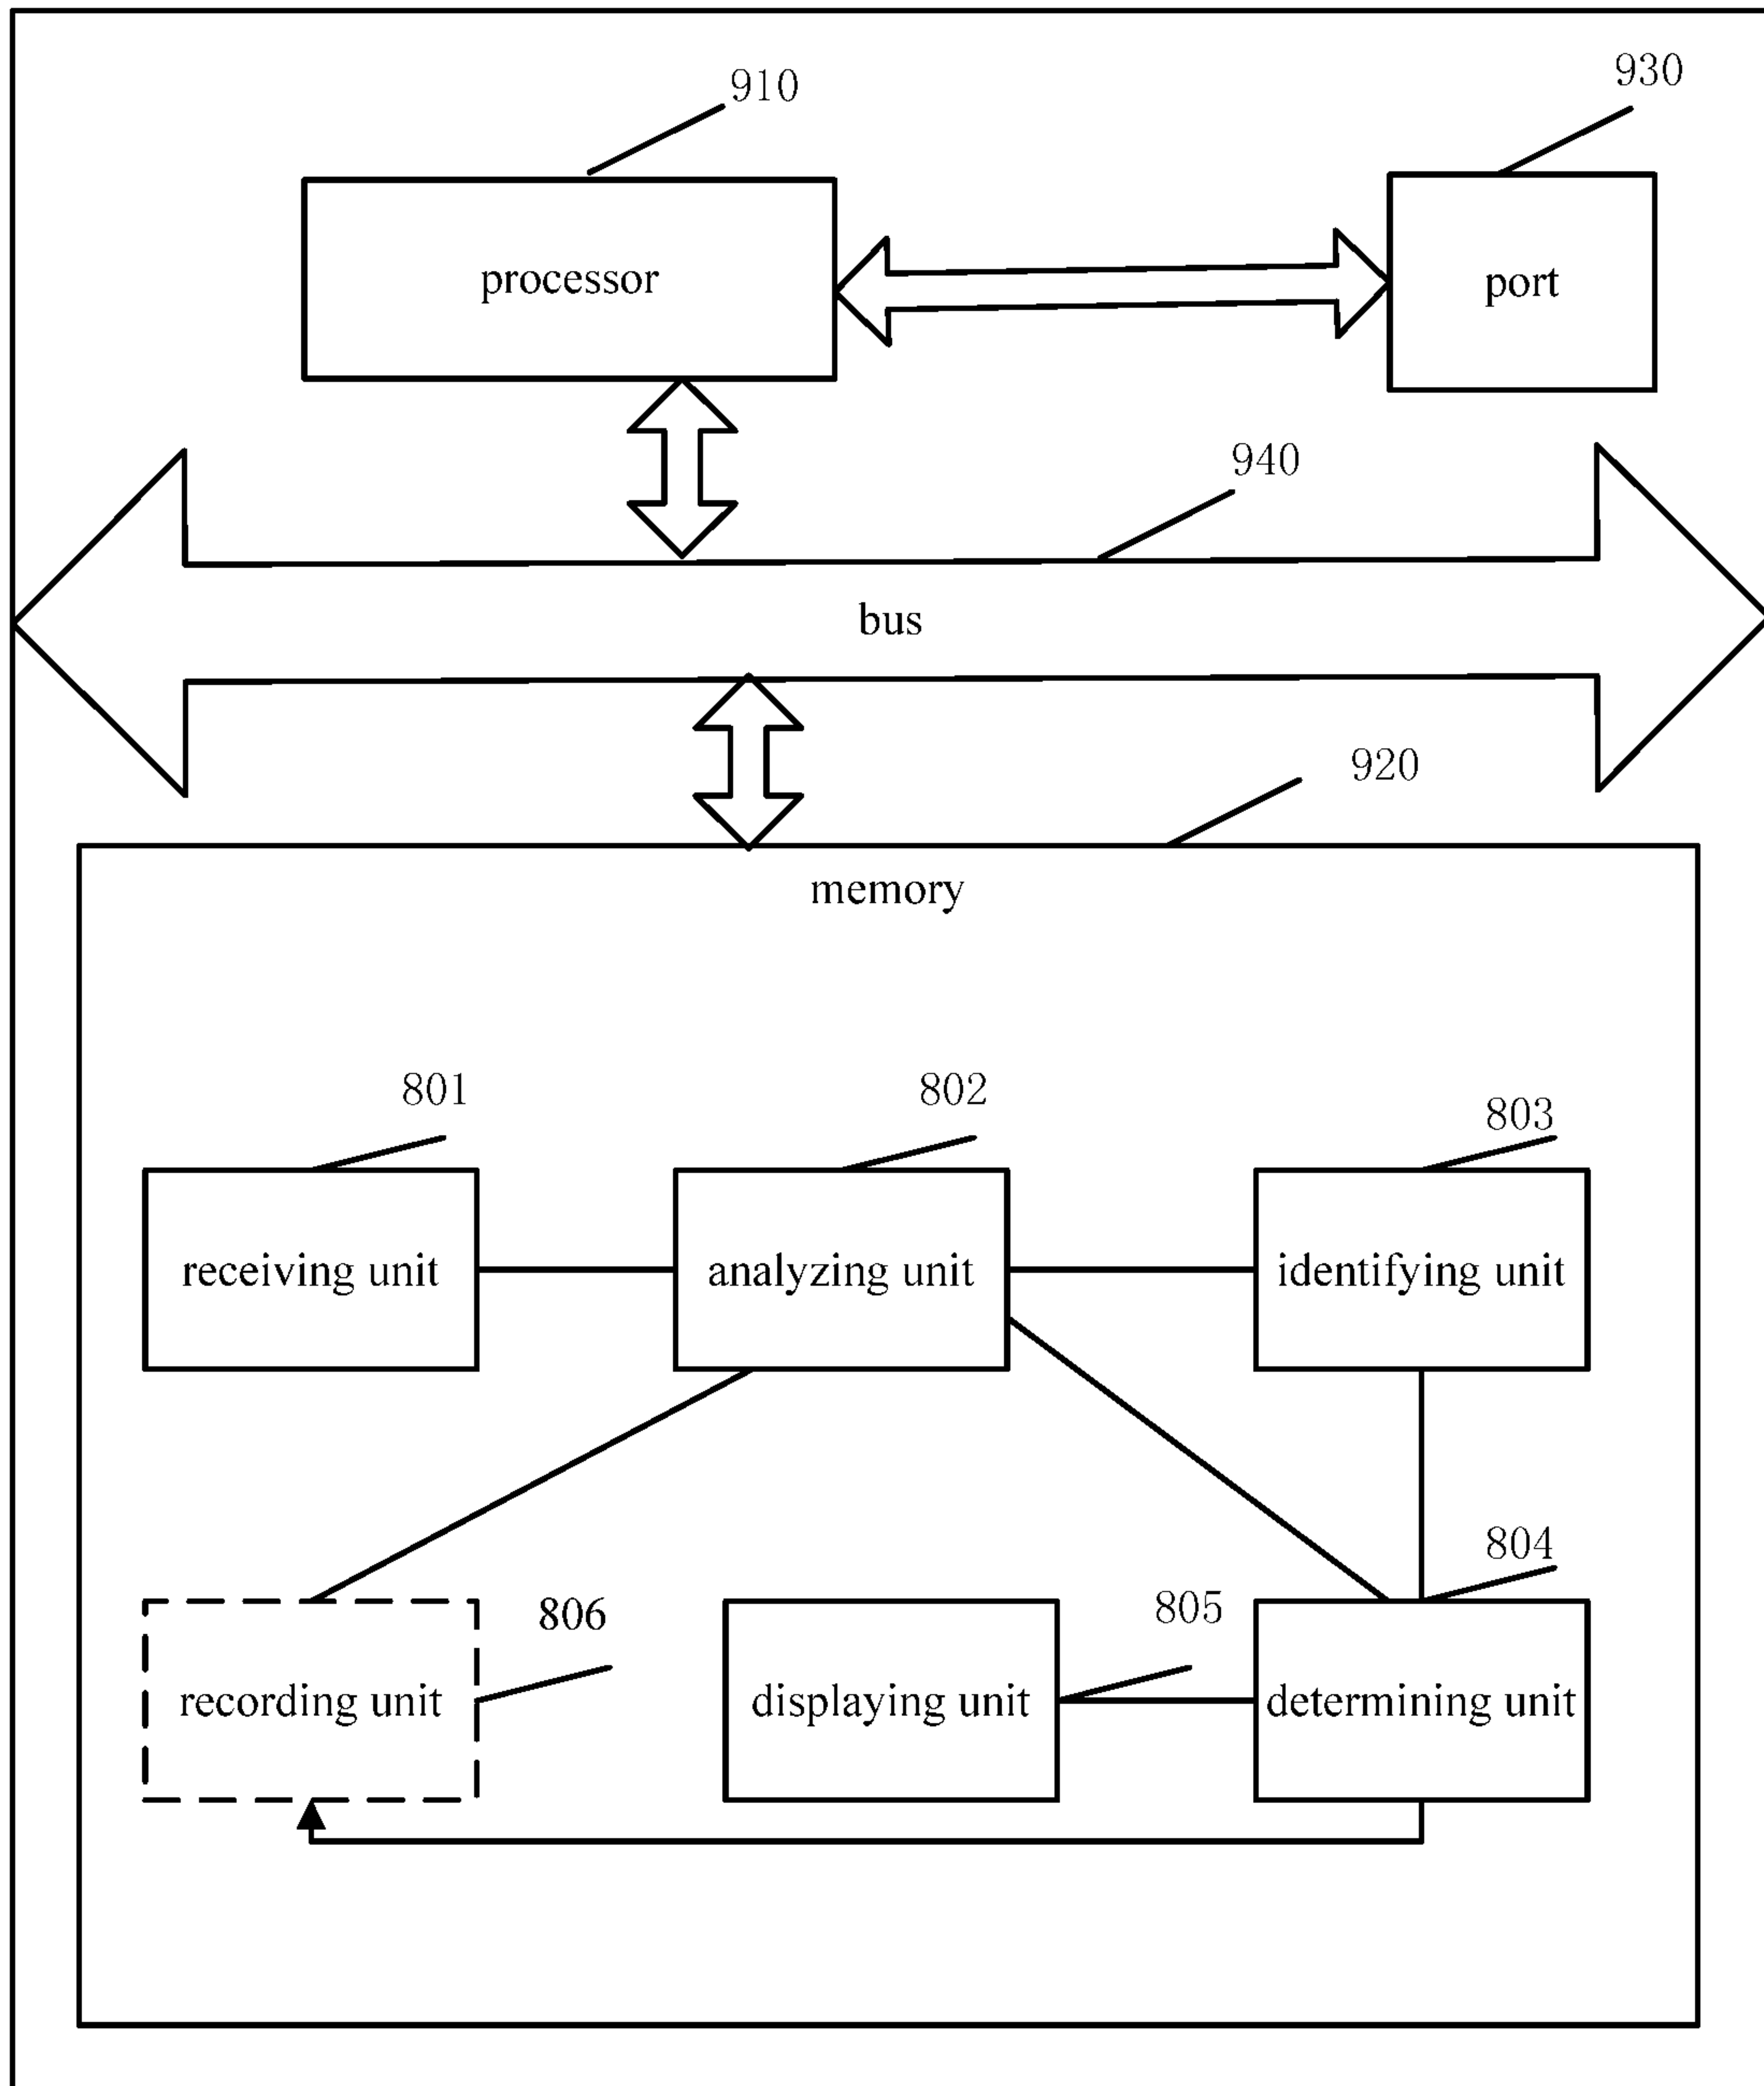 910
930
processor
port
940
bus
920
memory
801
802
803
receiving unit
analyzing unit
identifying unit
804
806
805
recording unit
displaying unit
determining unit